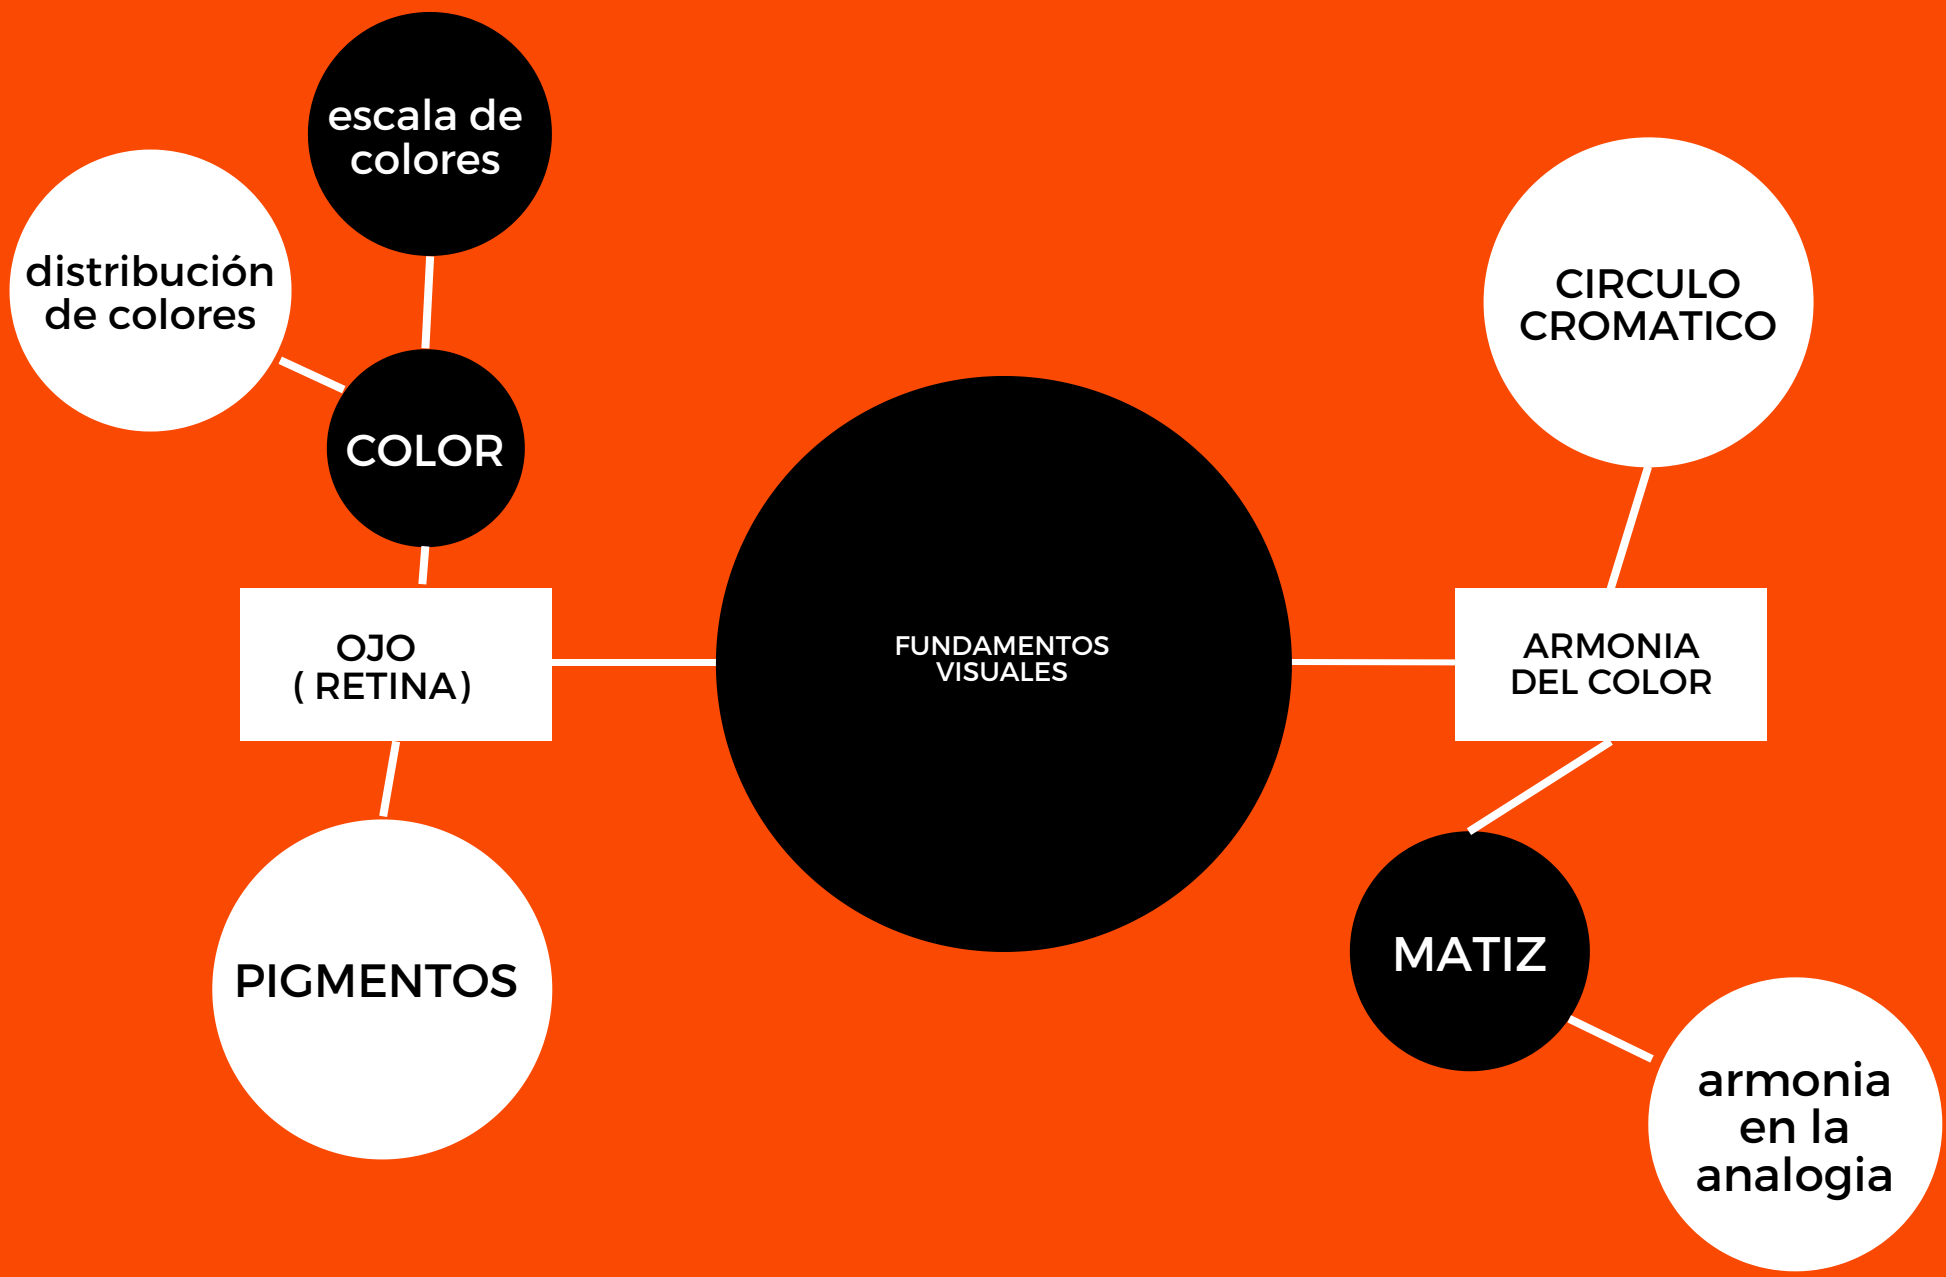 escala de
colores
distribución
de colores
COLOR
OJO
( RETINA )
PIGMENTOS
FUNDAMENTOS
VISUALES
CIRCULO
CROMATICO
ARMONIA
DEL COLOR
MATIZ
armonia
en la
analogia